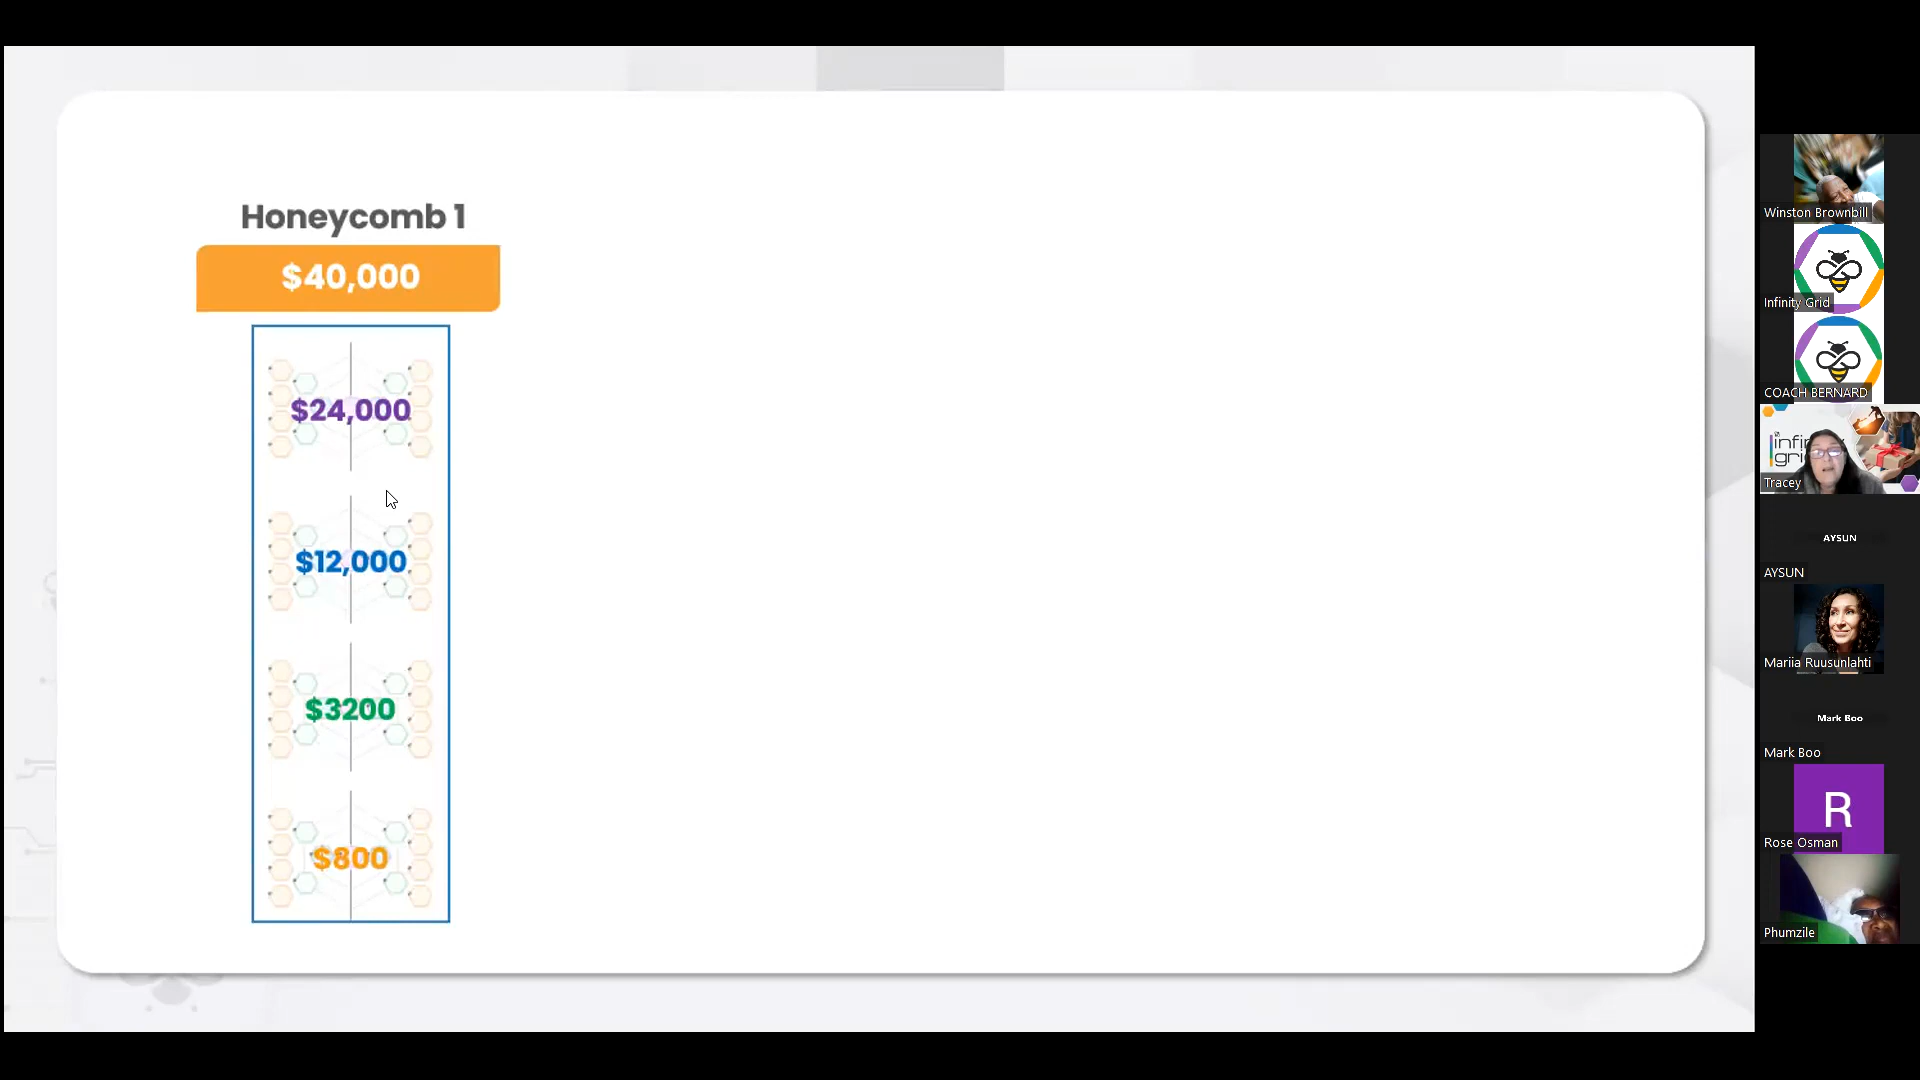 Honeycomb 1
$40,000
$24,000
$12,000
$3200
$800
Winston Brownbill
Infinity Grid
COACH BERNARD
Tracey
AYSUN
AYSUN
Mariia Ruusunlahti
Mark Boo
Mark Boo
R
Rose Osman
Phumzile